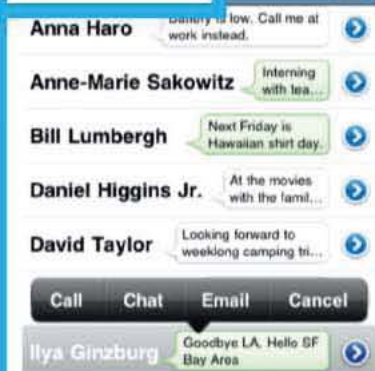 Anna Haro
Battery is low. Call me at
work instead.
Anne-Marie Sakowitz
Interning
with tea...
Bill Lumbergh
Next Friday is
Hawaiian shirt day.
Daniel Higgins Jr.
At the movies
with the famil...
David Taylor
Looking forward to
weeklong camping tri...
Call Chat Email Cancel
Ilya Ginzburg
Goodbye LA, Hello SF
Bay Area